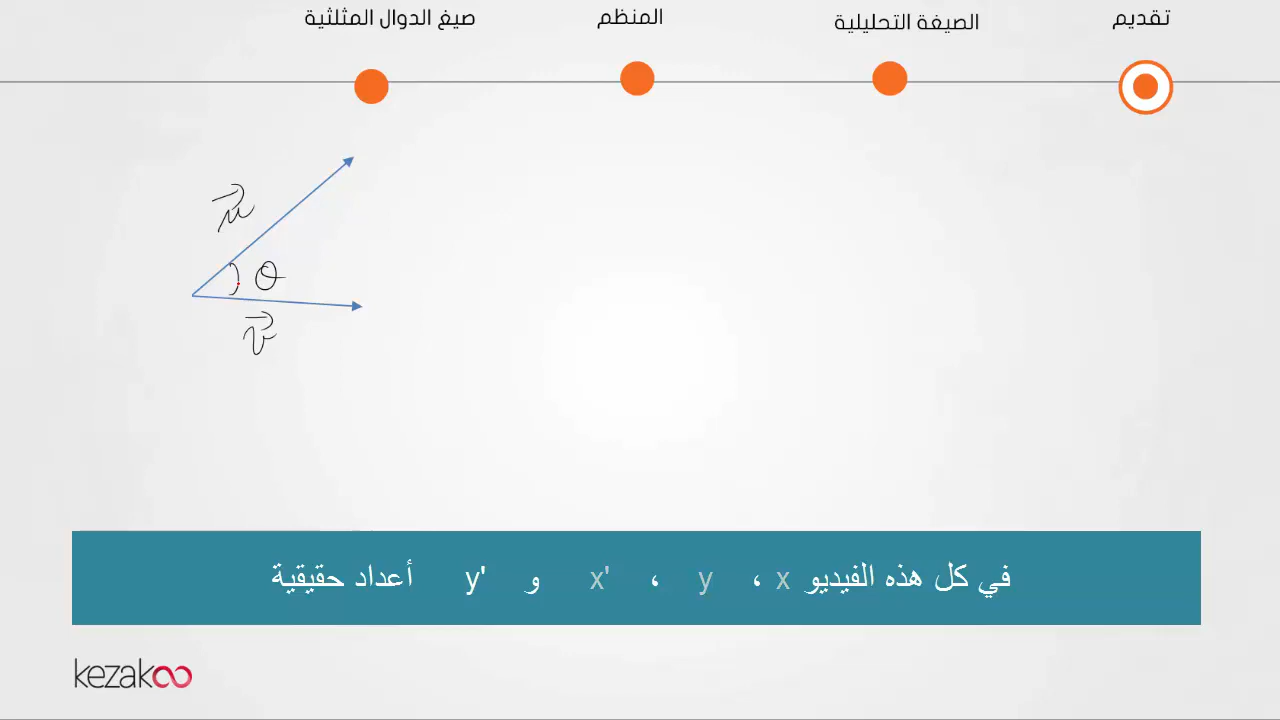 تقديم
الصيغة التحليلية
المنظم
صيغ الدوال المثلثية
u
θ
v
في كل هذه الفيديو x ، y ، x' و y' أعداد حقيقية
kezakoo